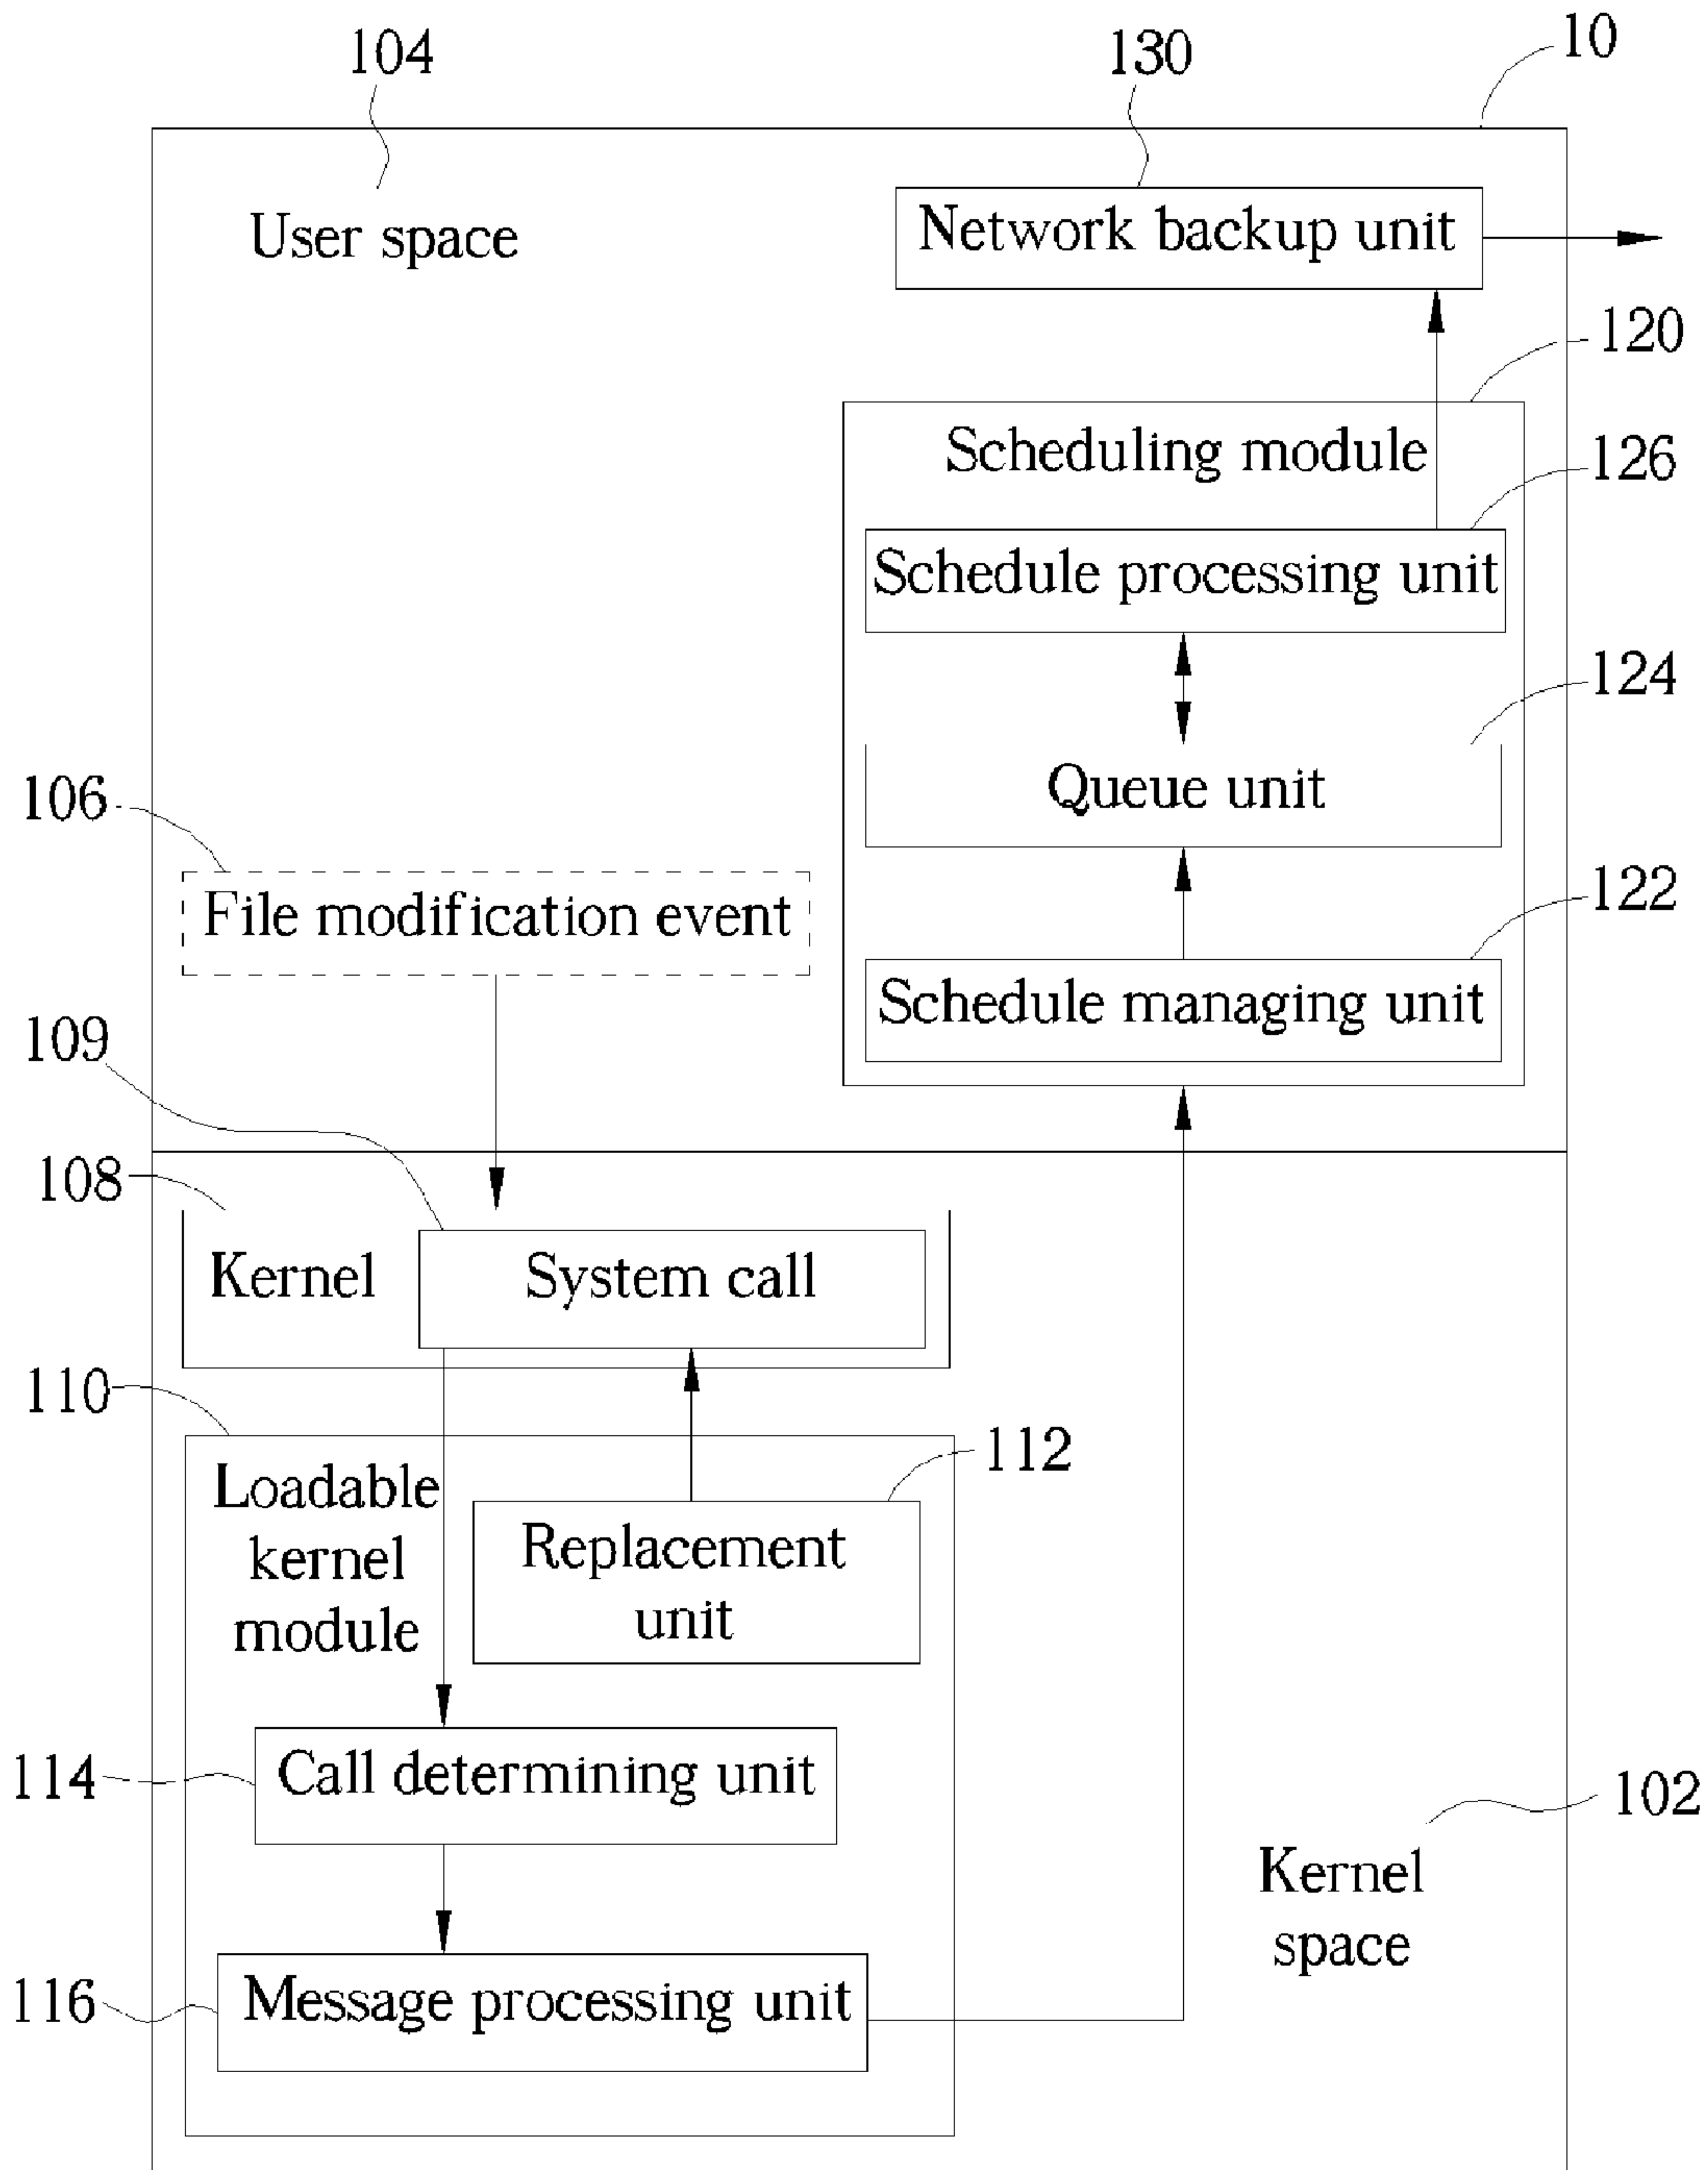 104
130
10
User space
Network backup unit
120
Scheduling module
126
Schedule processing unit
124
Queue unit
106
File modification event
122
Schedule managing unit
109
108
Kernel
System call
110
112
Loadable
kernel
module
Replacement
unit
114
Call determining unit
102
Kernel
space
116
Message processing unit